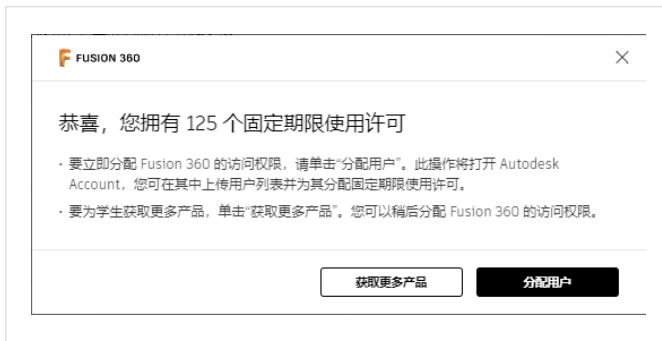 FUSION 360
恭喜，您拥有 125 个固定期限使用许可
· 要立即分配 Fusion 360 的访问权限，请单击“分配用户”。此操作将打开 Autodesk
Account，您可在其中上传用户列表并为其分配固定期限使用许可。
· 要为学生获取更多产品，单击“获取更多产品”。您可以稍后分配 Fusion 360 的访问权限。
获取更多产品
分配用户